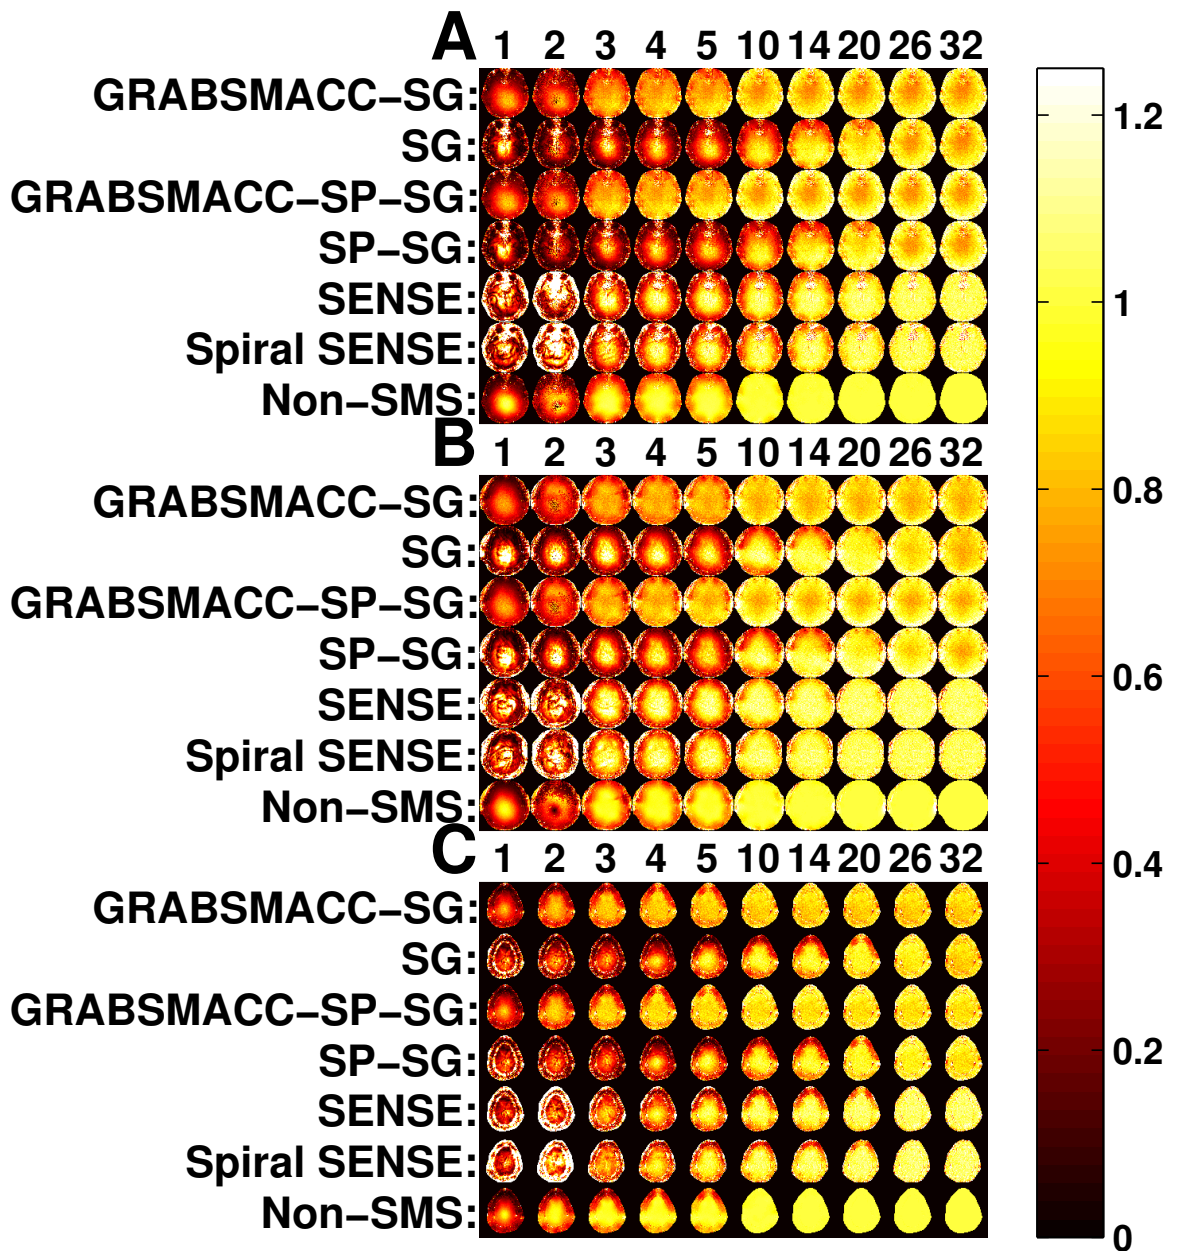 A 1 2 3 4 5 10 14 20 26 32
GRABSMACC−SG:
SG:
GRABSMACC−SP−SG:
SP−SG:
SENSE:
Spiral SENSE:
Non−SMS:
B 1 2 3 4 5 10 14 20 26 32
GRABSMACC−SG:
SG:
GRABSMACC−SP−SG:
SP−SG:
SENSE:
Spiral SENSE:
Non−SMS:
C 1 2 3 4 5 10 14 20 26 32
GRABSMACC−SG:
SG:
GRABSMACC−SP−SG:
SP−SG:
SENSE:
Spiral SENSE:
Non−SMS:
1.2
1
0.8
0.6
0.4
0.2
0